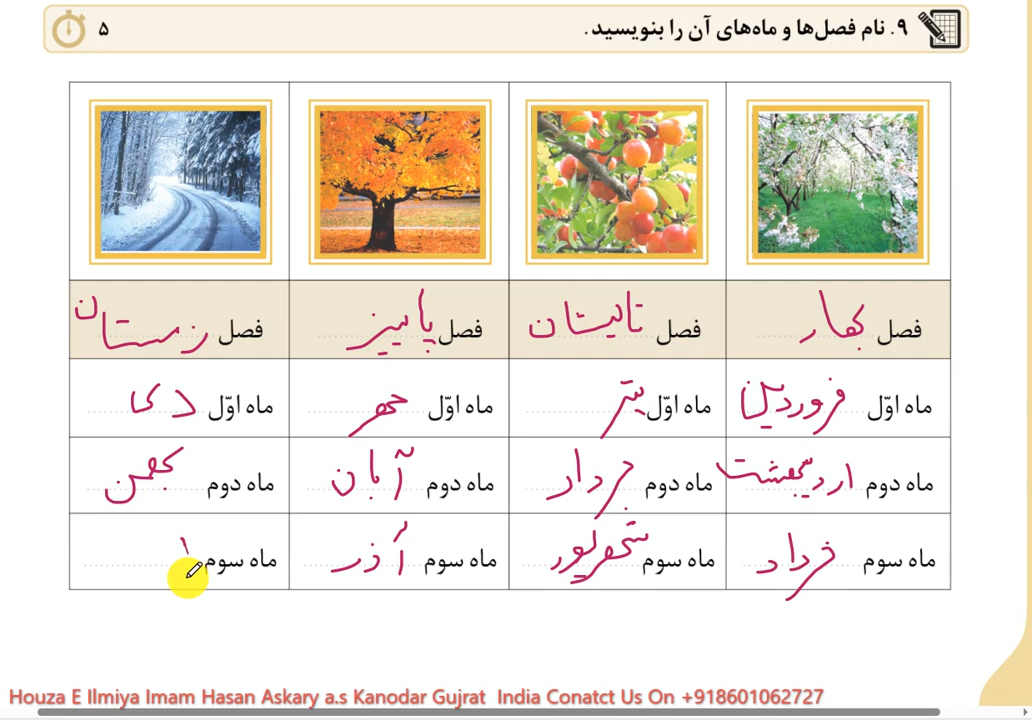 ۹. نام فصل‌ها و ماه‌های آن را بنویسید.
۵
فصل بهار
فصل تابستان
فصل پاییز
فصل زمستان
ماه اوّل فروردین
ماه اوّل تیر
ماه اوّل مهر
ماه اوّل دی
ماه دوم اردیبهشت
ماه دوم مرداد
ماه دوم آبان
ماه دوم بهمن
ماه سوم خرداد
ماه سوم شهریور
ماه سوم آذر
ماه سوم
Houza E Ilmiya Imam Hasan Askary a.s Kanodar Gujrat India Conatct Us On +918601062727